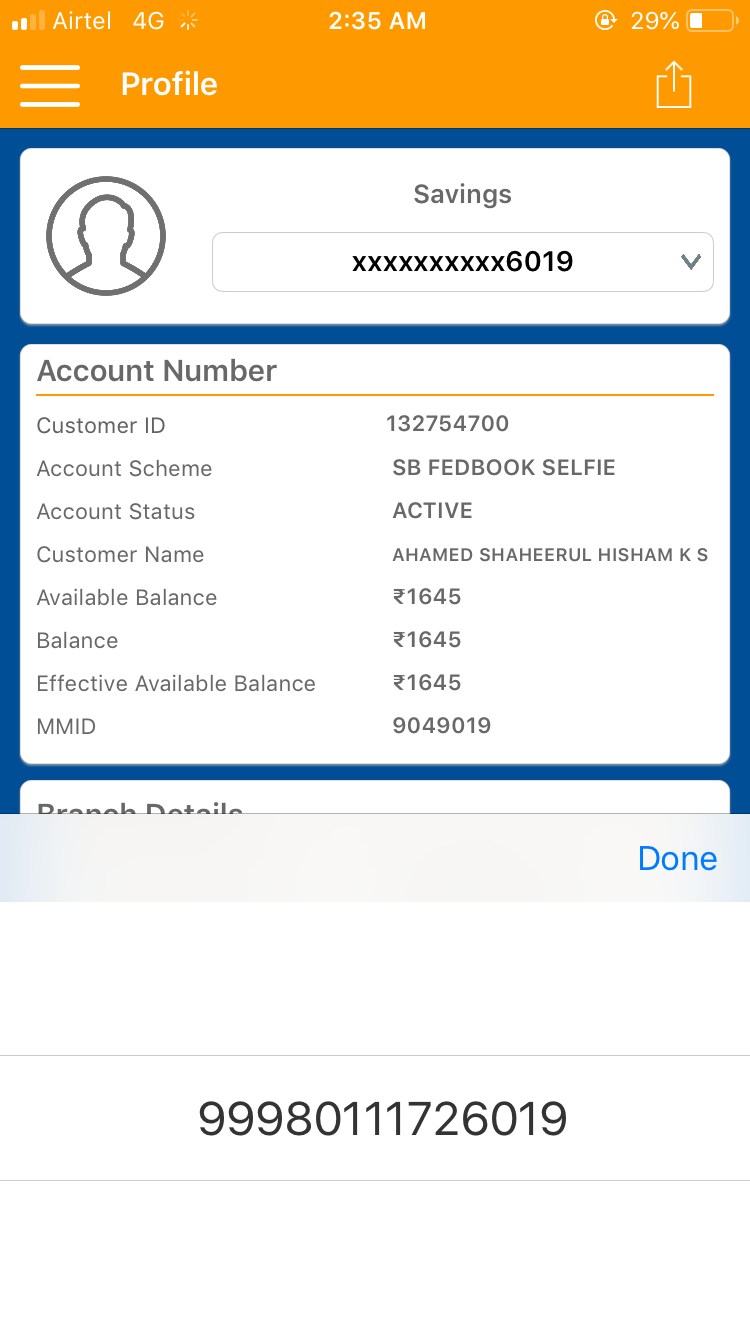 Airtel 4G 2:35 AM 29%
Profile
Savings
xxxxxxxxxx6019
Account Number
Customer ID 132754700
Account Scheme SB FEDBOOK SELFIE
Account Status ACTIVE
Customer Name AHAMED SHAHEERUL HISHAM K S
Available Balance ₹1645
Balance ₹1645
Effective Available Balance ₹1645
MMID 9049019
Branch Details
Done
99980111726019